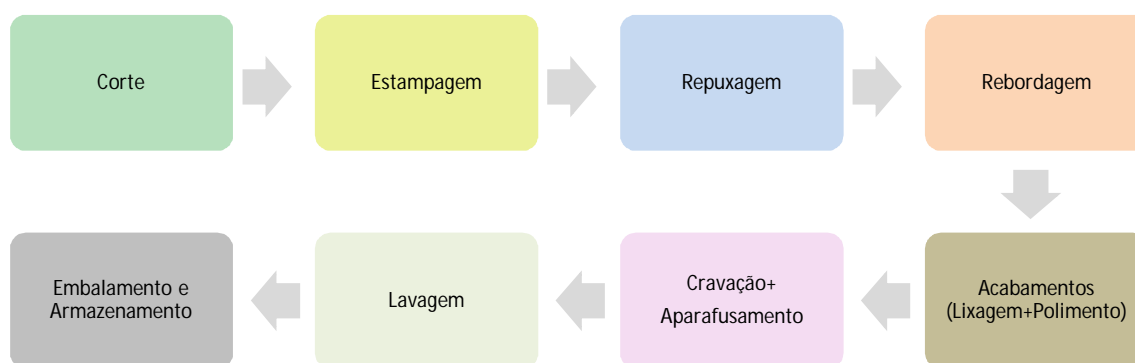 Corte
Estampagem
Repuxagem
Rebordagem
Acabamentos
(Lixagem+Polimento)
Cravação+
Aparafusamento
Lavagem
Embalamento e
Armazenamento